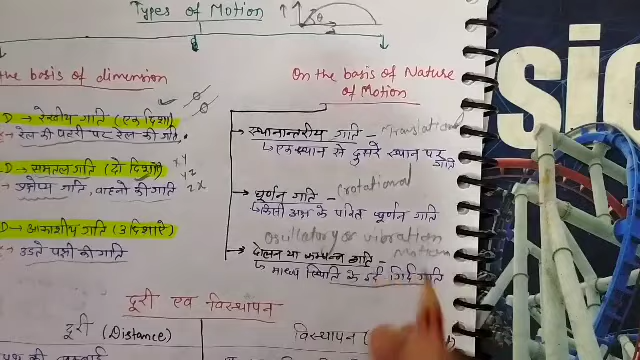 Types of Motion
the basis of dimension
D → रेखीय गति (एक दिशा)
रेल की पटरी पर रेल की गति
D → समतल गति (दो दिशाएँ)
xy
yz
zx
प्रक्षेप्य गति, वाहनो की गति
D → आकाशीय गति (3 दिशाएँ)
उडते पक्षी की गति
On the basis of Nature
of Motion
θ
स्थानान्तरीय गति - Translational
↳ एक स्थान से दुसरे स्थान पर
गति
घूर्णन गति - (rotational
↳ किसी अक्ष के परित घूर्णन गति
Oscillatory or vibration
motion
दोलन या कम्पन्न गति -
↳ माध्य स्थिति के इर्द गिर्द गति
दूरी एवं विस्थापन
दूरी (Distance)
विस्थापन (
की लम्बाई